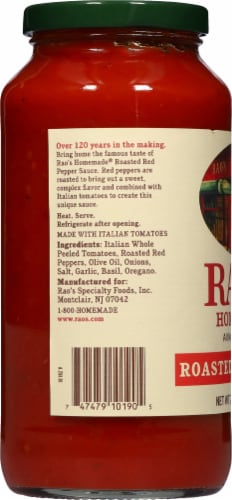 Over 120 years in the making.
Bring home the famous taste of
Rao's Homemade® Roasted Red
Pepper Sauce. Red peppers are
roasted to bring out a sweet,
complex flavor and combined with
Italian tomatoes to create this
unique sauce.
Heat. Serve.
Refrigerate after opening.
MADE WITH ITALIAN TOMATOES
Ingredients: Italian Whole
Peeled Tomatoes, Roasted Red
Peppers, Olive Oil, Onions,
Salt, Garlic, Basil, Oregano.
Manufactured for:
Rao's Specialty Foods, Inc.
Montclair, NJ 07042
1-800-HOMEMADE
www.raos.com
7 47479 10190 5
RA
HOM
ROASTED
NET WT